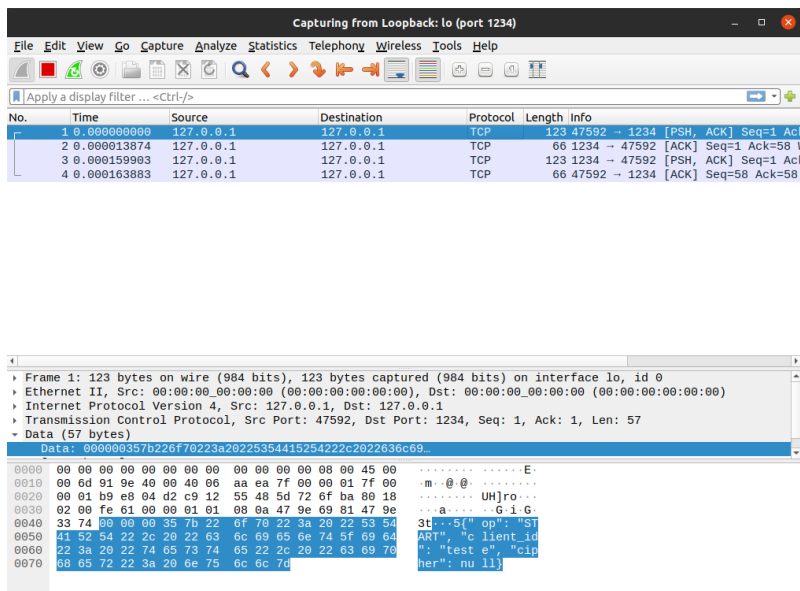 Capturing from Loopback: lo (port 1234)
File Edit View Go Capture Analyze Statistics Telephony Wireless Tools Help
Apply a display filter … <Ctrl-/>
No. Time Source Destination Protocol Length Info
1 0.000000000 127.0.0.1 127.0.0.1 TCP 123 47592 → 1234 [PSH, ACK] Seq=1 Ack
2 0.000013874 127.0.0.1 127.0.0.1 TCP 66 1234 → 47592 [ACK] Seq=1 Ack=58 W
3 0.000159903 127.0.0.1 127.0.0.1 TCP 123 1234 → 47592 [PSH, ACK] Seq=1 Ack
4 0.000163883 127.0.0.1 127.0.0.1 TCP 66 47592 → 1234 [ACK] Seq=58 Ack=58
Frame 1: 123 bytes on wire (984 bits), 123 bytes captured (984 bits) on interface lo, id 0
Ethernet II, Src: 00:00:00_00:00:00 (00:00:00:00:00:00), Dst: 00:00:00_00:00:00 (00:00:00:00:00:00)
Internet Protocol Version 4, Src: 127.0.0.1, Dst: 127.0.0.1
Transmission Control Protocol, Src Port: 47592, Dst Port: 1234, Seq: 1, Ack: 1, Len: 57
Data (57 bytes)
Data: 000000357b226f70223a20225354415254222c2022636c69…
0000 00 00 00 00 00 00 00 00 00 00 00 00 08 00 45 00 ········ ······E·
0010 00 6d 91 9e 40 00 40 06 aa ea 7f 00 00 01 7f 00 ·m··@·@· ········
0020 00 01 b9 e8 04 d2 c9 12 55 48 5d 72 6f ba 80 18 ········ UH]ro···
0030 02 00 fe 61 00 00 01 01 08 0a 47 9e 69 81 47 9e ···a···· ··G·i·G·
0040 33 74 00 00 00 35 7b 22 6f 70 22 3a 20 22 53 54 3t···5{" op": "ST
0050 41 52 54 22 2c 20 22 63 6c 69 65 6e 74 5f 69 64 ART", "c lient_id
0060 22 3a 20 22 74 65 73 74 65 22 2c 20 22 63 69 70 ": "test e", "cip
0070 68 65 72 22 3a 20 6e 75 6c 6c 7d her": nu ll}